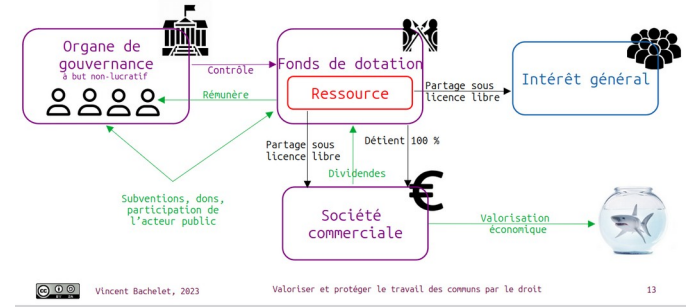 Organe de
gouvernance
à but non-lucratif
Contrôle
Rémunère
Fonds de dotation
Ressource
Partage sous
licence libre
Intérêt général
Partage sous
licence libre
Détient 100 %
Dividendes
Subventions, dons,
participation de
l'acteur public
Société
commerciale
€
Valorisation
économique
Vincent Bachelet, 2023
Valoriser et protéger le travail des communs par le droit
13